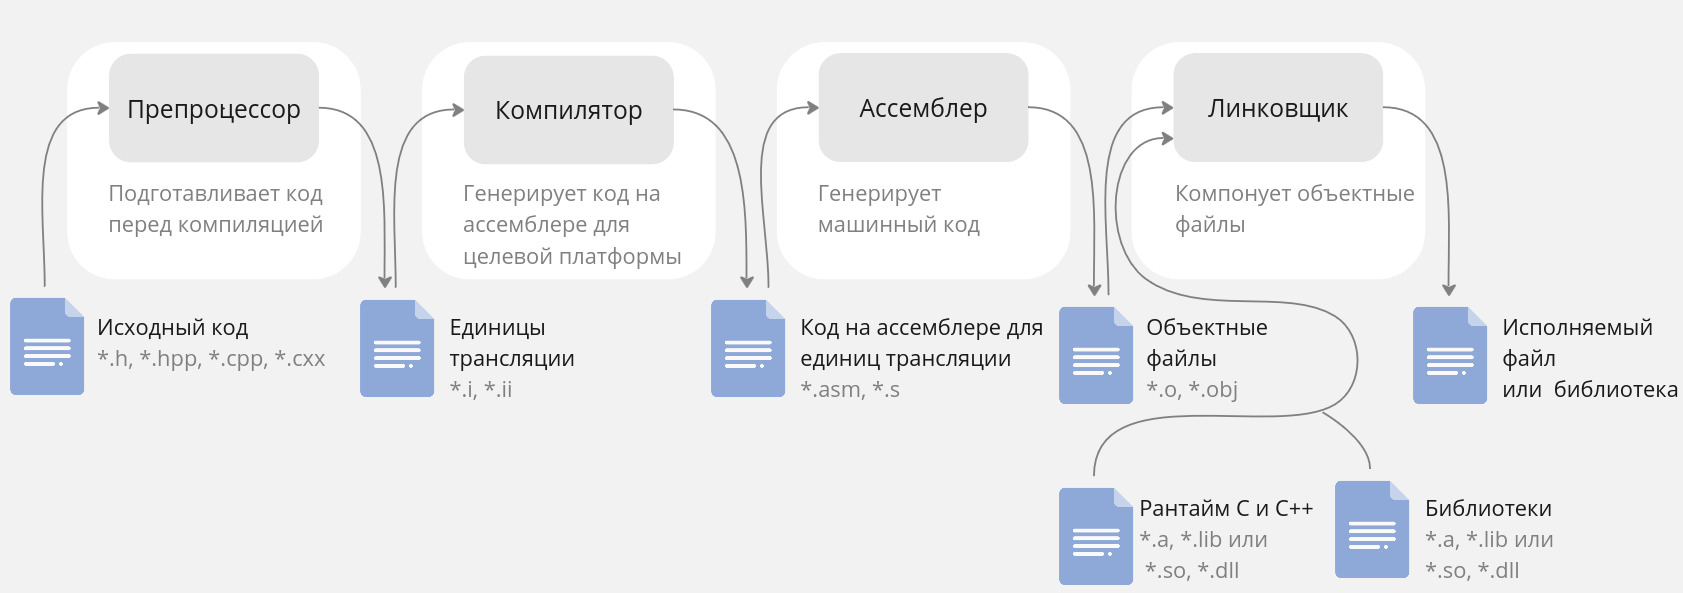 Препроцессор
Подготавливает код
перед компиляцией
Компилятор
Генерирует код на
ассемблере для
целевой платформы
Ассемблер
Генерирует
машинный код
Линковщик
Компонует объектные
файлы
Исходный код
*.h, *.hpp, *.cpp, *.cxx
Единицы
трансляции
*.i, *.ii
Код на ассемблере для
единиц трансляции
*.asm, *.s
Объектные
файлы
*.o, *.obj
Исполняемый
файл
или библиотека
Рантайм С и С++
*.a, *.lib или
*.so, *.dll
Библиотеки
*.a, *.lib или
*.so, *.dll